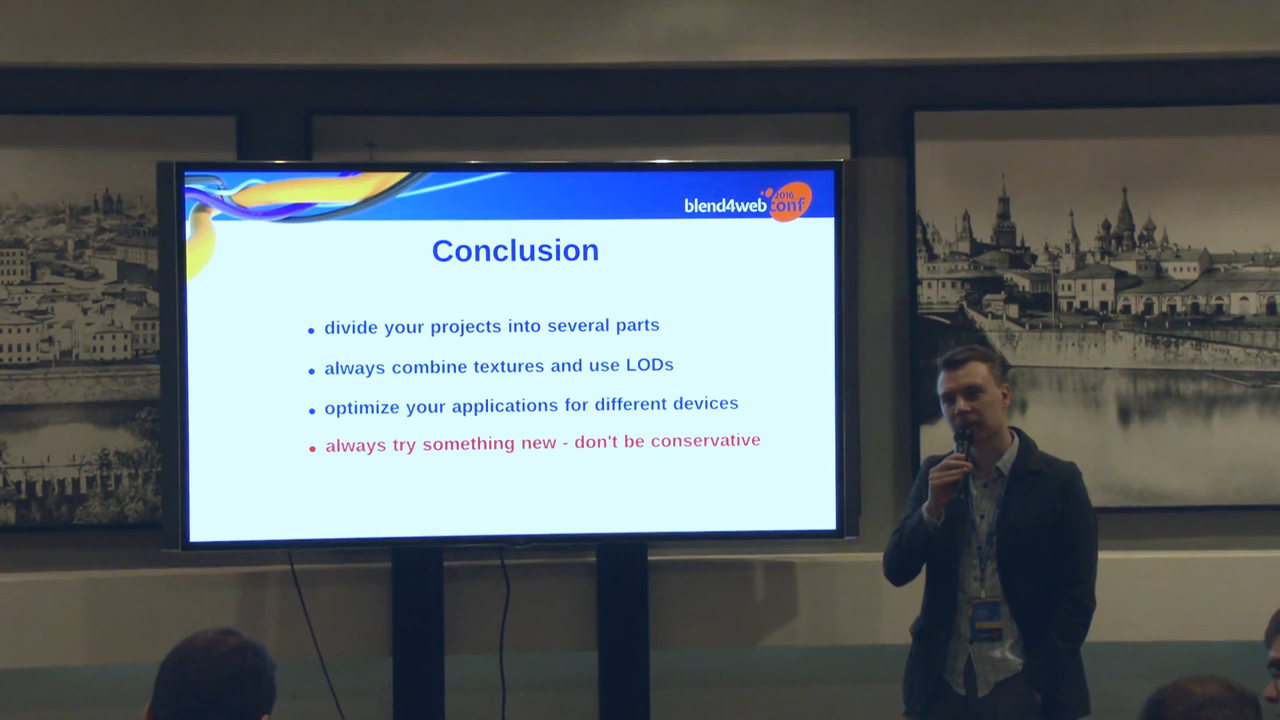 blend4web
2016
conf
Conclusion
• divide your projects into several parts
• always combine textures and use LODs
• optimize your applications for different devices
• always try something new - don't be conservative